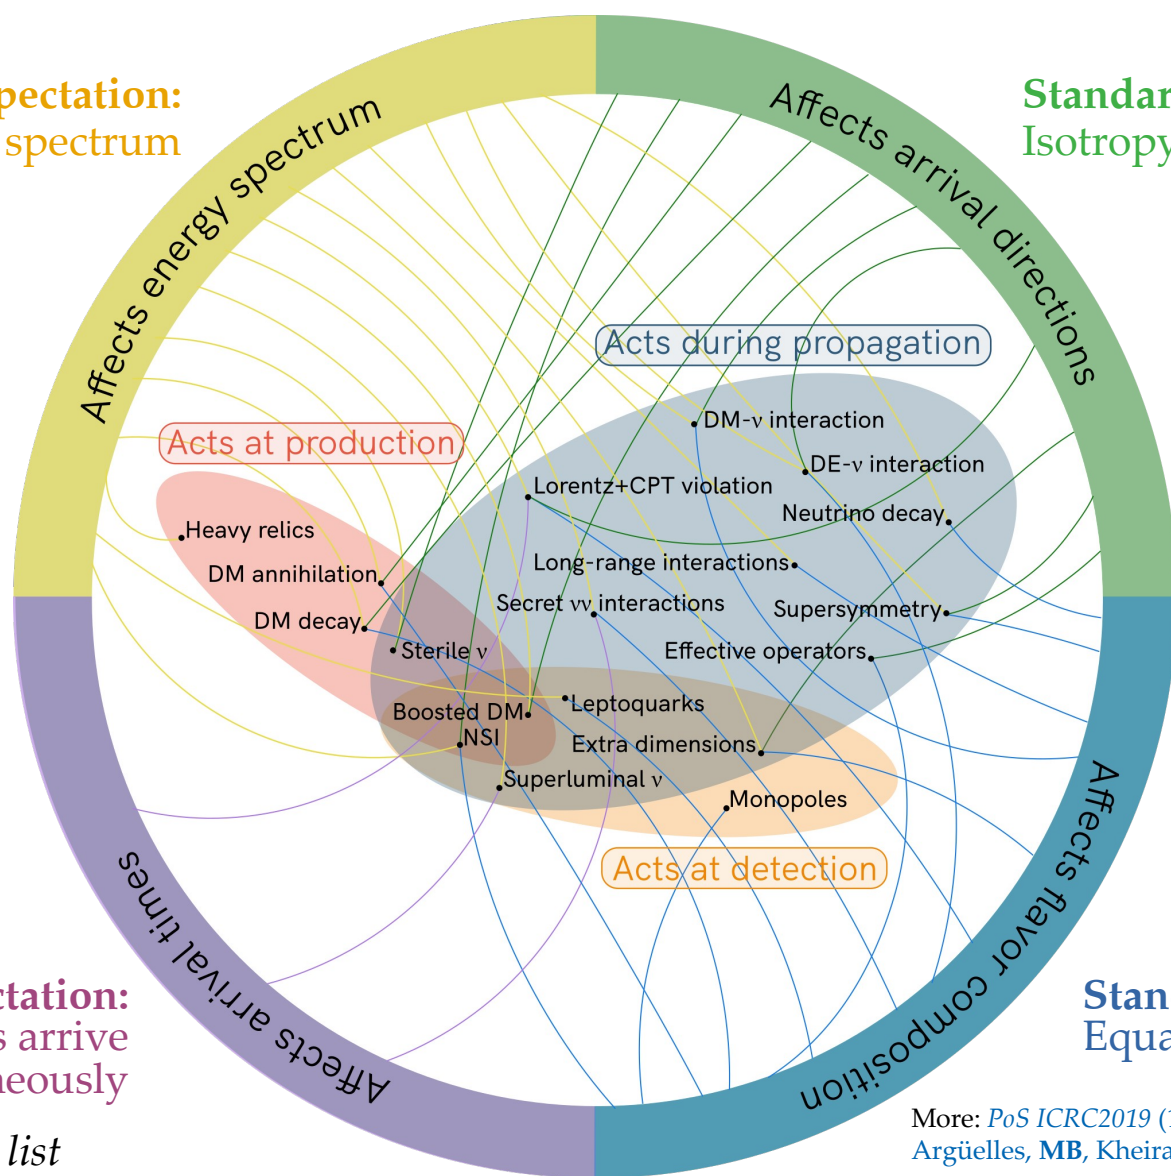 pectation:
spectrum
Standar
Isotropy
Affects energy spectrum
Affects arrival directions
Acts during propagation
DM-ν interaction
Acts at production
DE-ν interaction
Lorentz+CPT violation
Neutrino decay
Heavy relics
Long-range interactions
DM annihilation
Secret νν interactions
Supersymmetry
DM decay
Sterile ν
Effective operators
Leptoquarks
Boosted DM
NSI
Extra dimensions
Superluminal ν
Monopoles
Acts at detection
Affects arrival times
Affects flavor composition
ctation:
s arrive
neously
Stan
Equa
list
More: PoS ICRC2019 (1
Argüelles, MB, Kheira